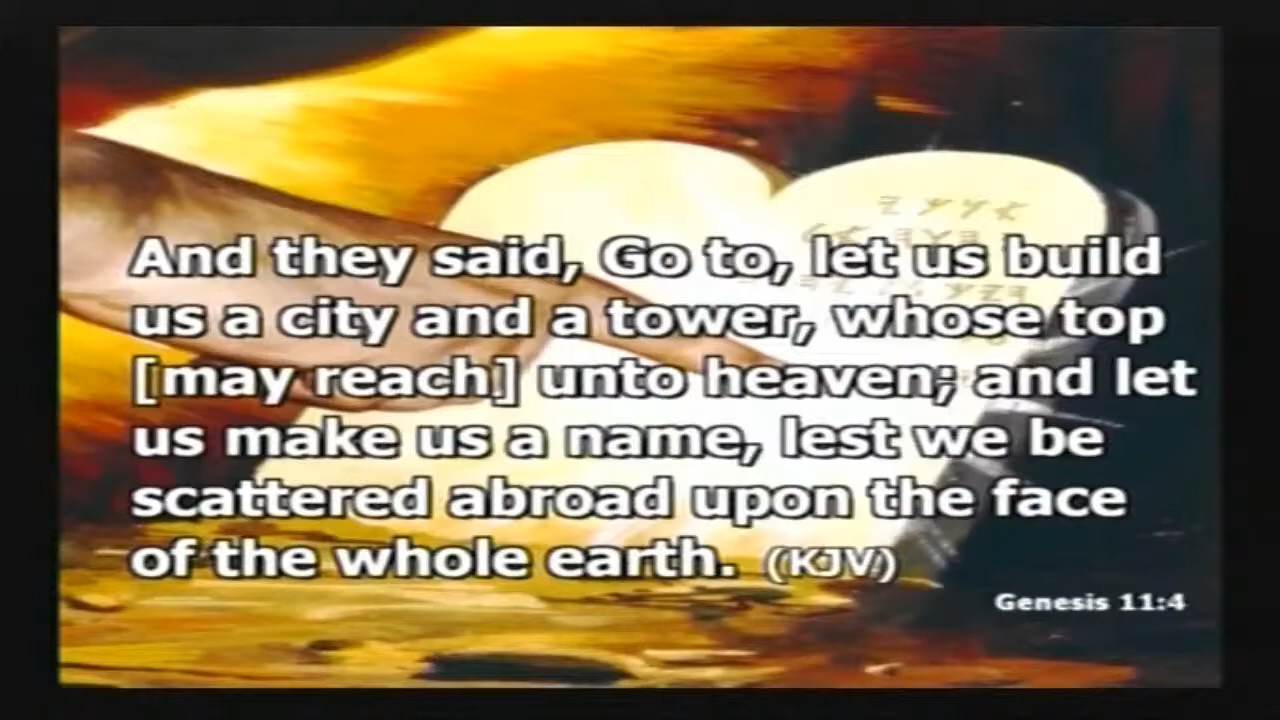 And they said, Go to, let us build
us a city and a tower, whose top
[may reach] unto heaven; and let
us make us a name, lest we be
scattered abroad upon the face
of the whole earth. (KJV)
Genesis 11:4